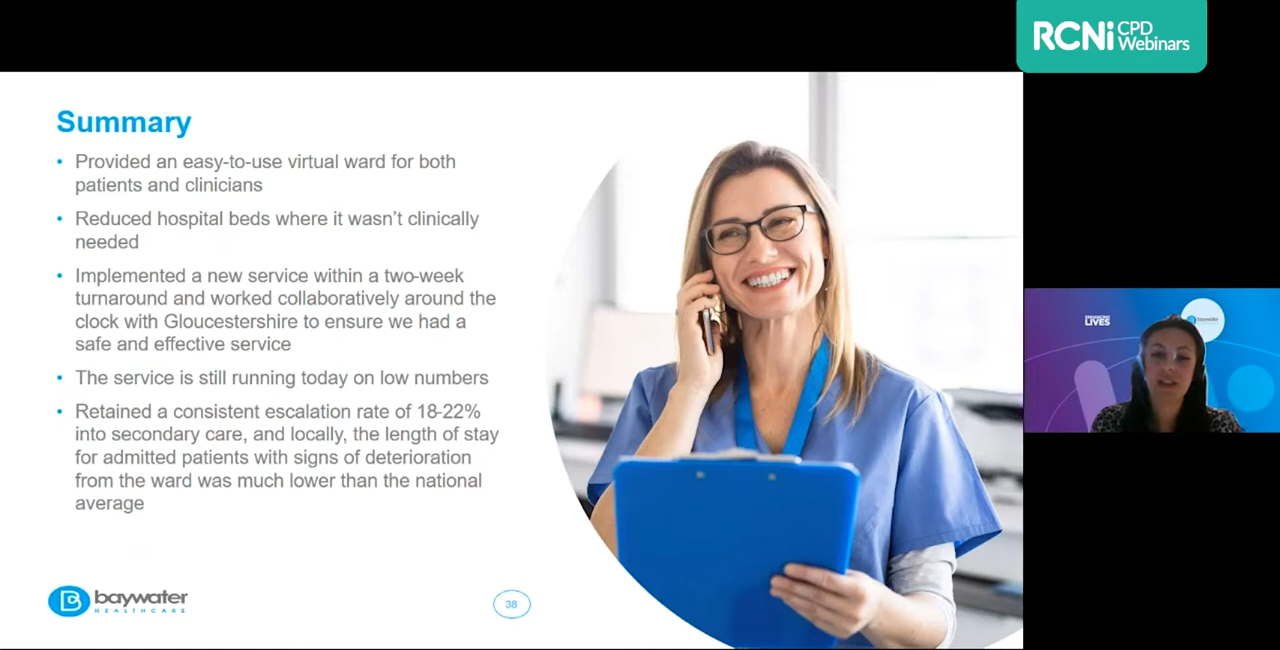 RCNi CPD
Webinars
Summary
• Provided an easy-to-use virtual ward for both
patients and clinicians
• Reduced hospital beds where it wasn't clinically
needed
• Implemented a new service within a two-week
turnaround and worked collaboratively around the
clock with Gloucestershire to ensure we had a
safe and effective service
• The service is still running today on low numbers
• Retained a consistent escalation rate of 18-22%
into secondary care, and locally, the length of stay
for admitted patients with signs of deterioration
from the ward was much lower than the national
average
ENHANCING
LIVES
baywater
baywater
HEALTHCARE
38